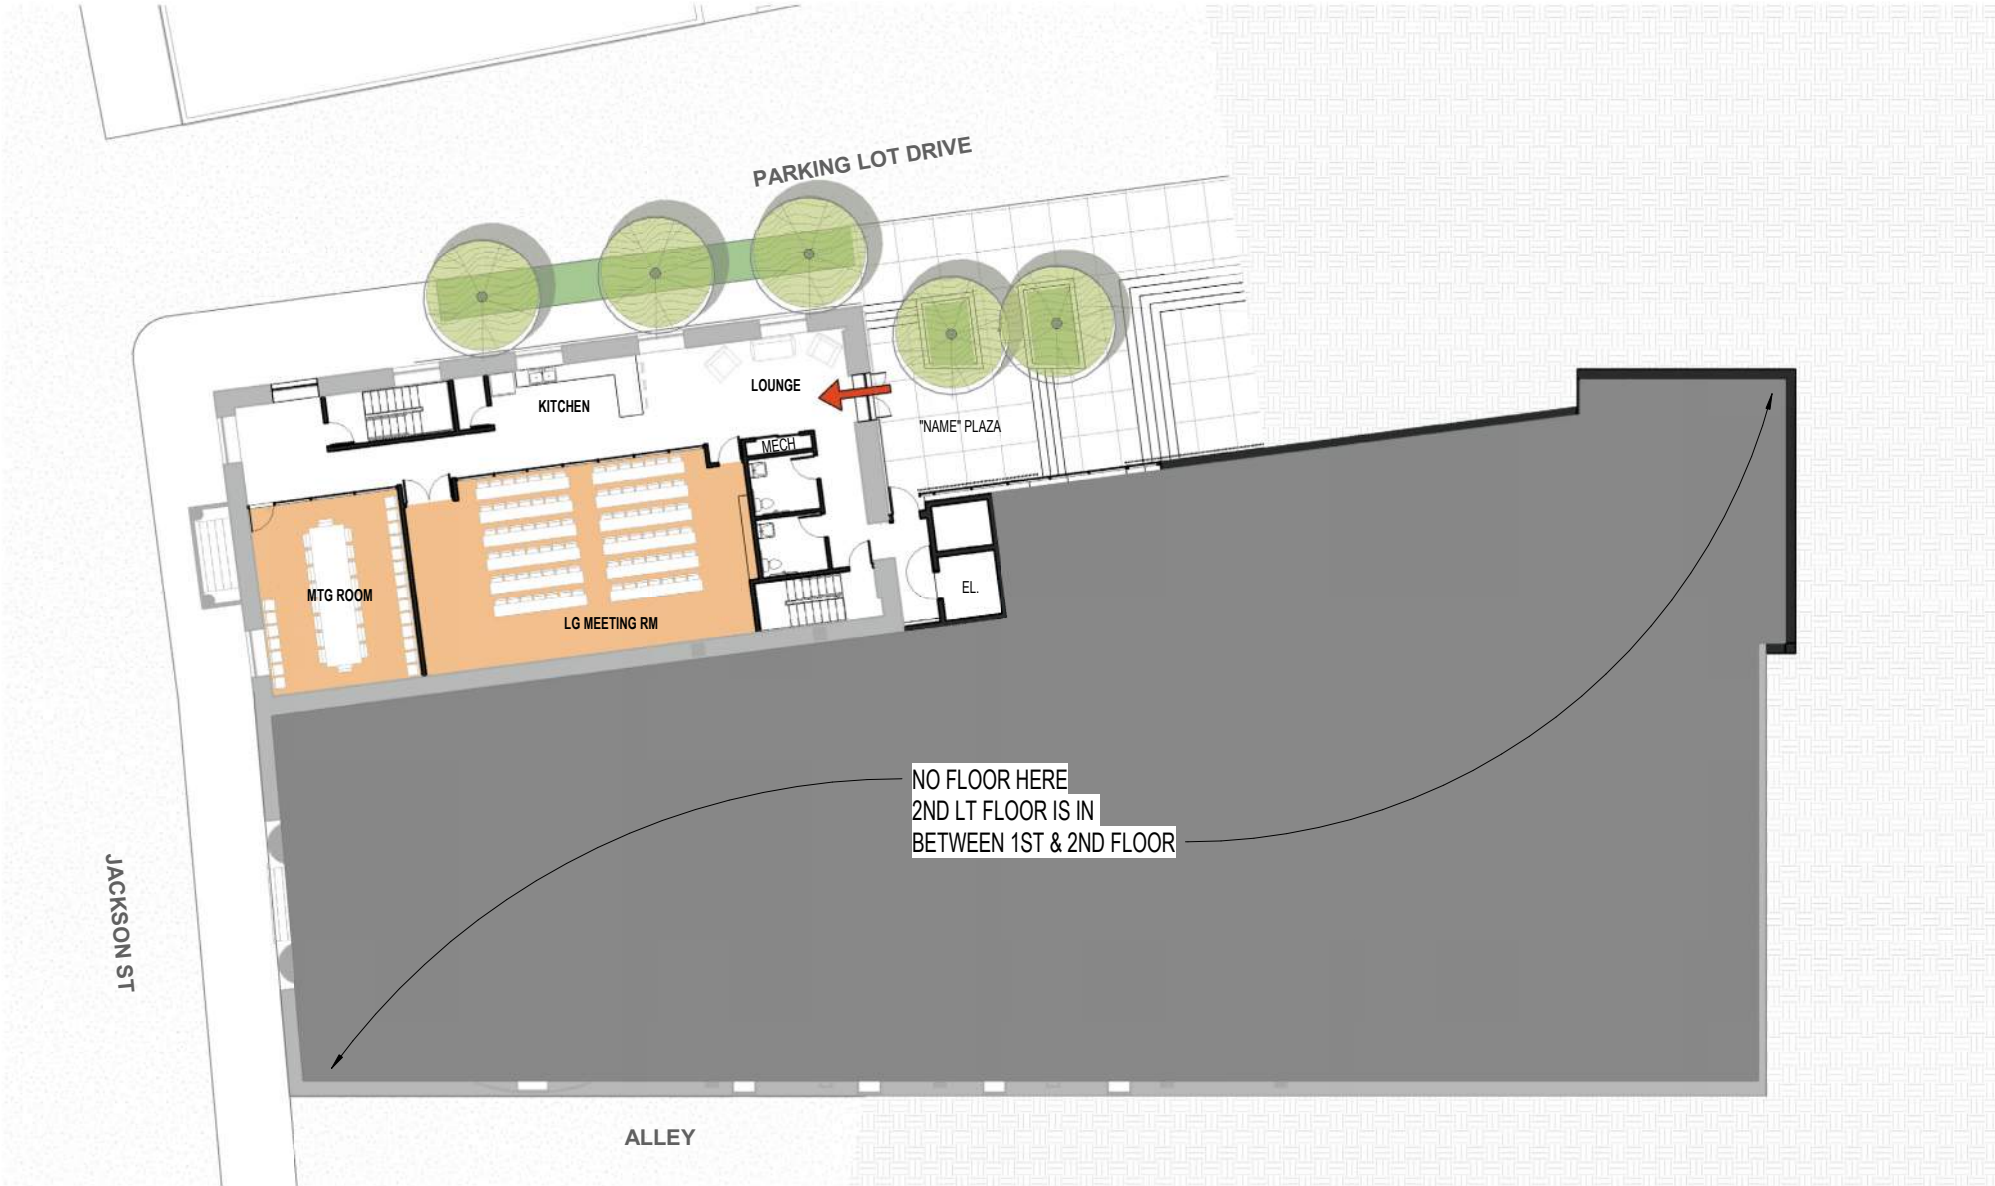 PARKING LOT DRIVE
LOUNGE
KITCHEN
"NAME" PLAZA
MECH
EL.
MTG ROOM
LG MEETING RM
NO FLOOR HERE
2ND LT FLOOR IS IN
BETWEEN 1ST & 2ND FLOOR
JACKSON ST
ALLEY